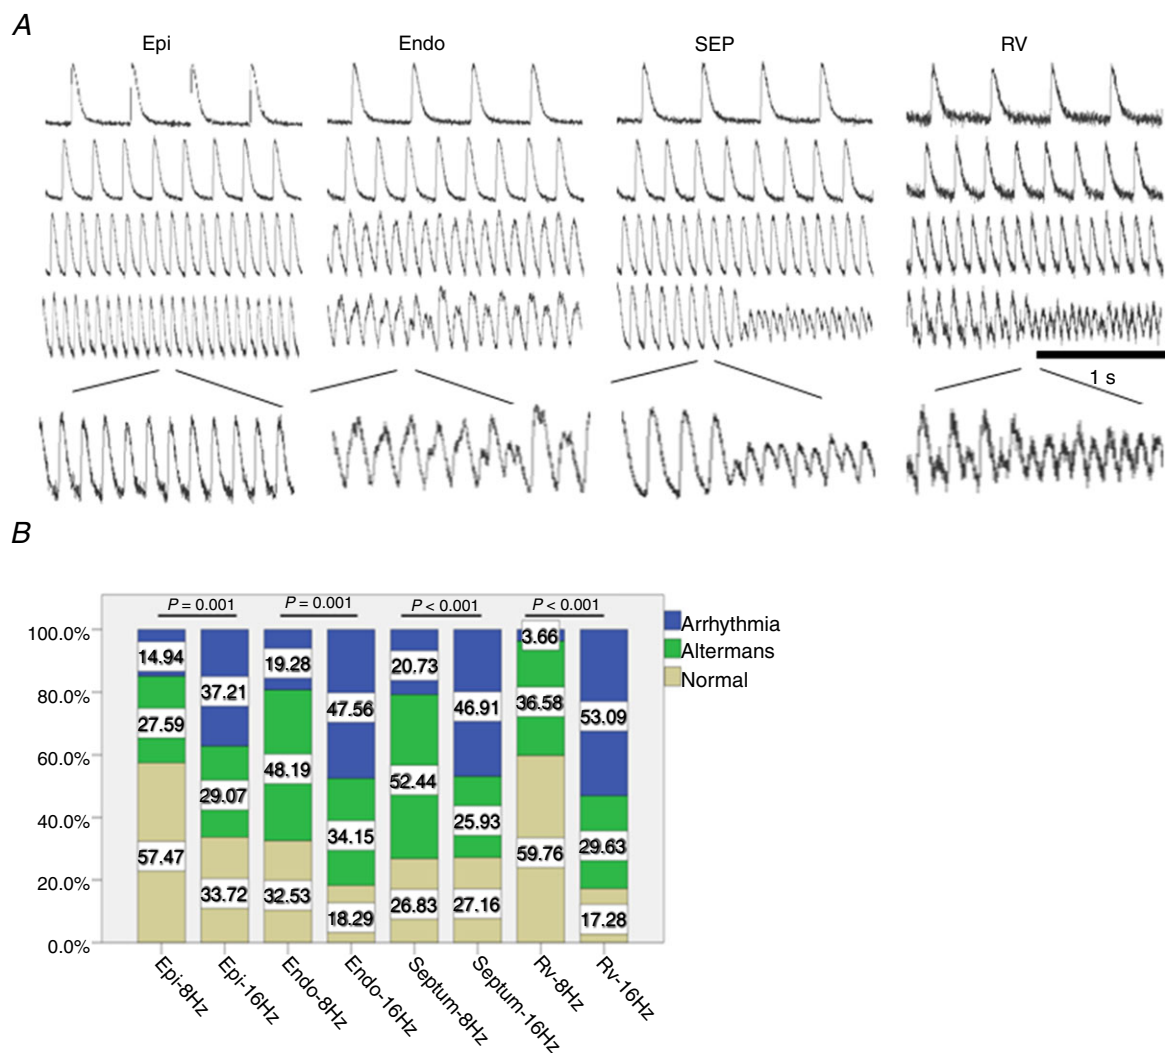 A
Epi Endo SEP RV
1 s
B
P = 0.001 P = 0.001 P < 0.001 P < 0.001
100.0%
80.0%
60.0%
40.0%
20.0%
0.0%
14.94 37.21 19.28 47.56 20.73 46.91 3.66 53.09
27.59 29.07 48.19 34.15 52.44 25.93 36.58 29.63
57.47 33.72 32.53 18.29 26.83 27.16 59.76 17.28
Arrhythmia
Altermans
Normal
Epi-8Hz
Epi-16Hz
Endo-8Hz
Endo-16Hz
Septum-8Hz
Septum-16Hz
Rv-8Hz
Rv-16Hz